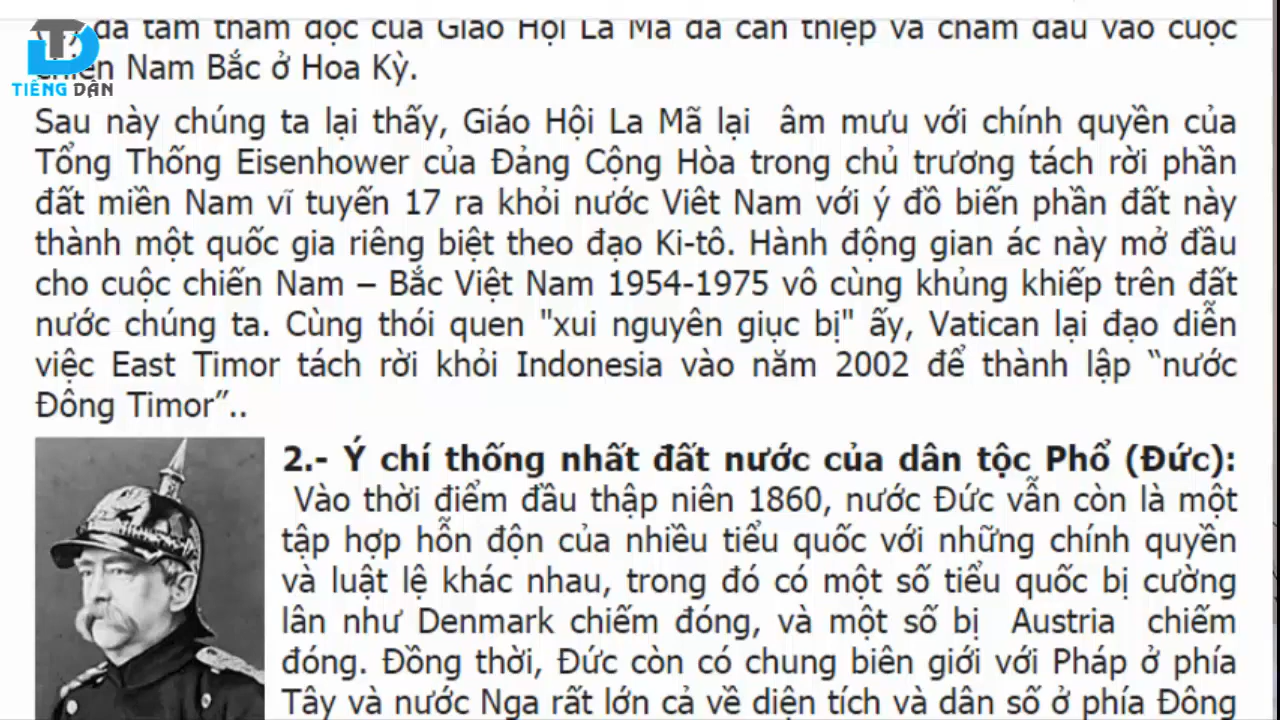 dã tâm thâm độc của Giáo Hội La Mã đã can thiệp và châm dầu vào cuộc
chiến Nam Bắc ở Hoa Kỳ.
TD
TIẾNG DÂN
Sau này chúng ta lại thấy, Giáo Hội La Mã lại âm mưu với chính quyền của
Tổng Thống Eisenhower của Đảng Cộng Hòa trong chủ trương tách rời phần
đất miền Nam vĩ tuyến 17 ra khỏi nước Viêt Nam với ý đồ biến phần đất này
thành một quốc gia riêng biệt theo đạo Ki-tô. Hành động gian ác này mở đầu
cho cuộc chiến Nam – Bắc Việt Nam 1954-1975 vô cùng khủng khiếp trên đất
nước chúng ta. Cùng thói quen "xui nguyên giục bị" ấy, Vatican lại đạo diễn
việc East Timor tách rời khỏi Indonesia vào năm 2002 để thành lập “nước
Đông Timor”..
2.- Ý chí thống nhất đất nước của dân tộc Phổ (Đức):
Vào thời điểm đầu thập niên 1860, nước Đức vẫn còn là một
tập hợp hỗn độn của nhiều tiểu quốc với những chính quyền
và luật lệ khác nhau, trong đó có một số tiểu quốc bị cường
lân như Denmark chiếm đóng, và một số bị Austria chiếm
đóng. Đồng thời, Đức còn có chung biên giới với Pháp ở phía
Tây và nước Nga rất lớn cả về diện tích và dân số ở phía Đông